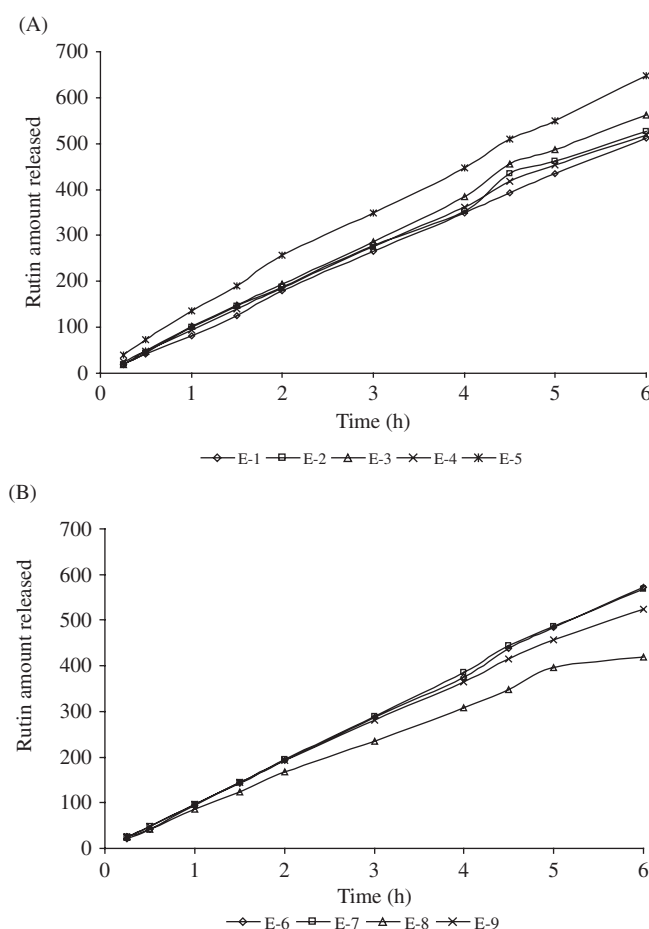 (A)
700
600
500
400
300
200
100
0
Rutin amount released
0 1 2 3 4 5 6
Time (h)
E-1 E-2 E-3 E-4 E-5
(B)
700
600
500
400
300
200
100
0
Rutin amount released
0 1 2 3 4 5 6
Time (h)
E-6 E-7 E-8 E-9